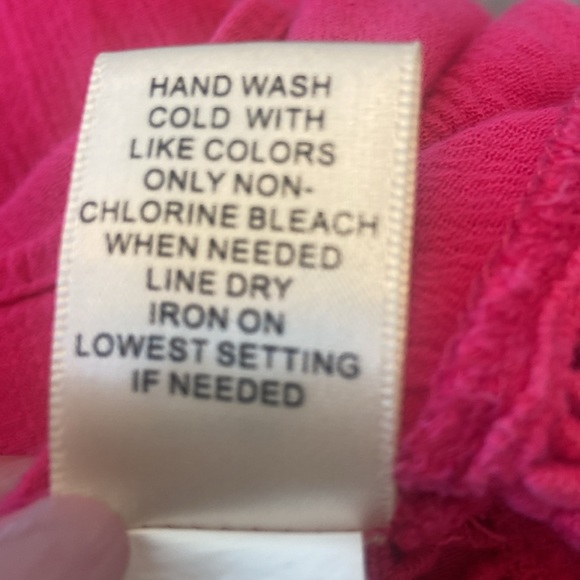 HAND WASH
COLD WITH
LIKE COLORS
ONLY NON-
CHLORINE BLEACH
WHEN NEEDED
LINE DRY
IRON ON
LOWEST SETTING
IF NEEDED